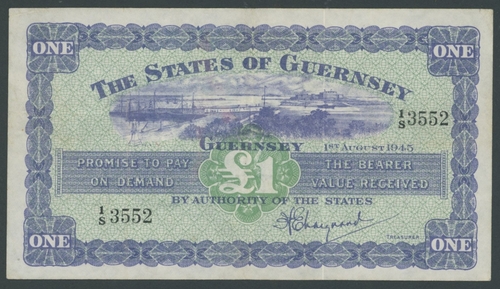 ONE ONE
THE STATES OF GUERNSEY
1/S 3552
GUERNSEY 1ST AUGUST 1945
PROMISE TO PAY £1 THE BEARER
ON DEMAND VALUE RECEIVED
BY AUTHORITY OF THE STATES
1/S 3552
TREASURER
ONE ONE